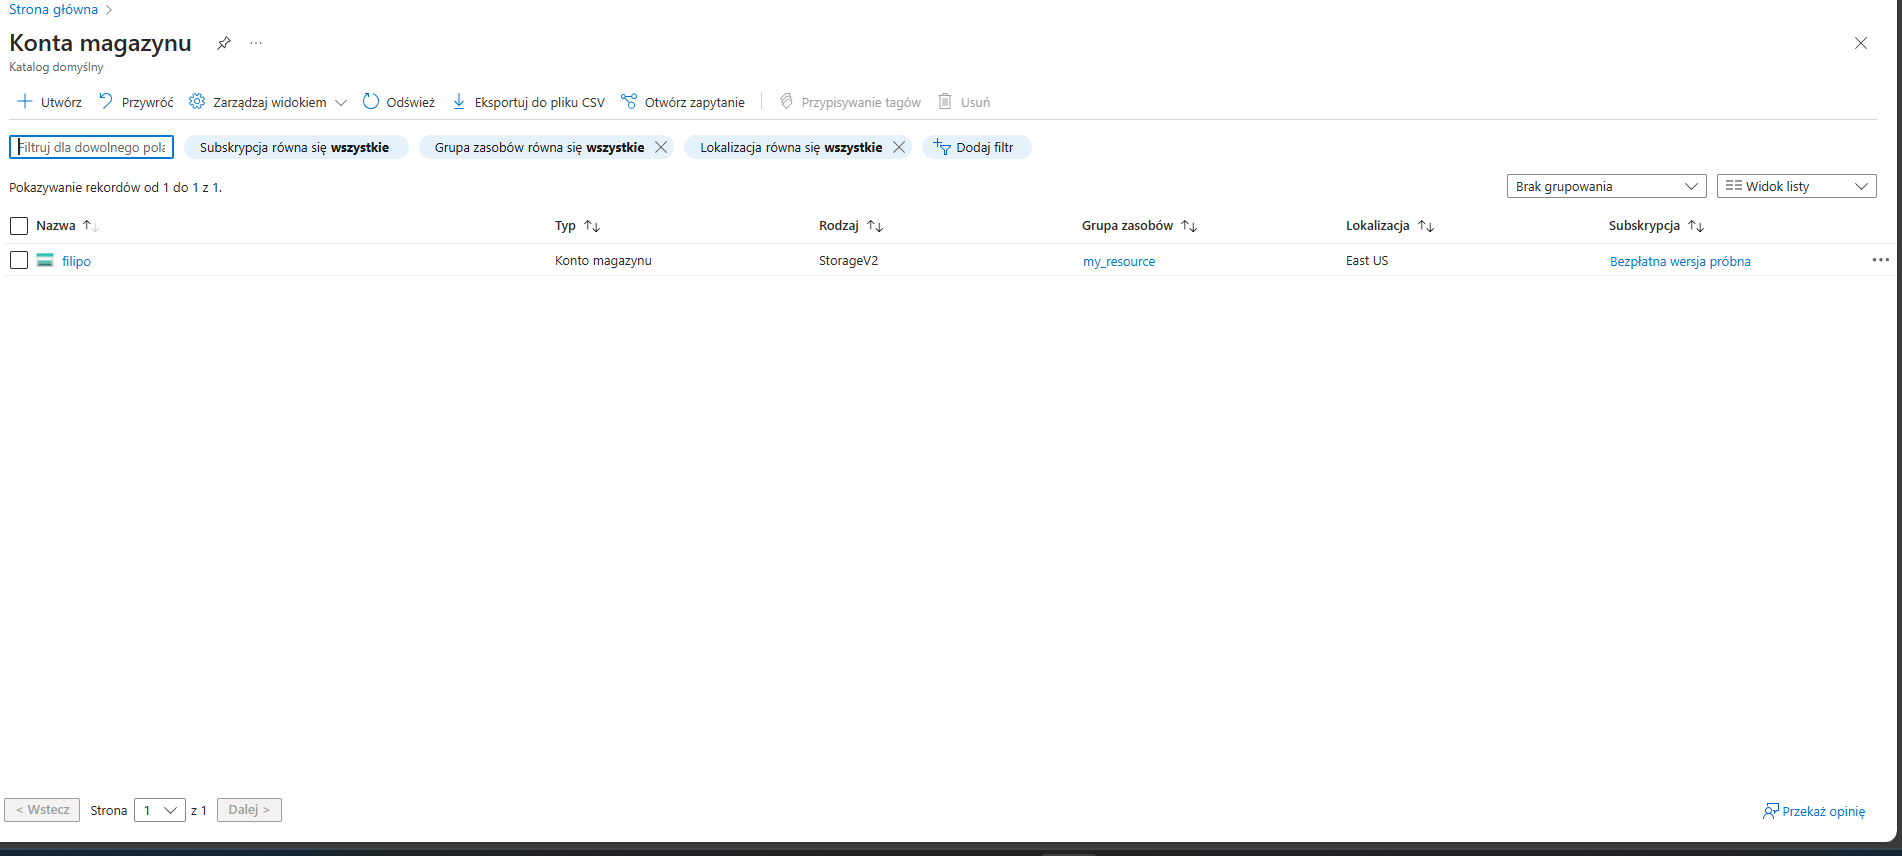 Strona główna
Konta magazynu
Katalog domyślny
Utwórz Przywróć Zarządzaj widokiem Odśwież Eksportuj do pliku CSV Otwórz zapytanie Przypisywanie tagów Usuń
Filtruj dla dowolnego Subskrypcja równa się wszystkie Grupa zasobów równa się wszystkie Lokalizacja równa się wszystkie Dodaj filtr
Pokazywanie rekordów od 1 do 1 z 1. Brak grupowania Widok listy
Nazwa Typ Rodzaj Grupa zasobów Lokalizacja Subskrypcja
filipo Konto magazynu StorageV2 my_resource East US Bezpłatna wersja próbna
< Wstecz Strona 1 z 1 Dalej > Przekaż opinię